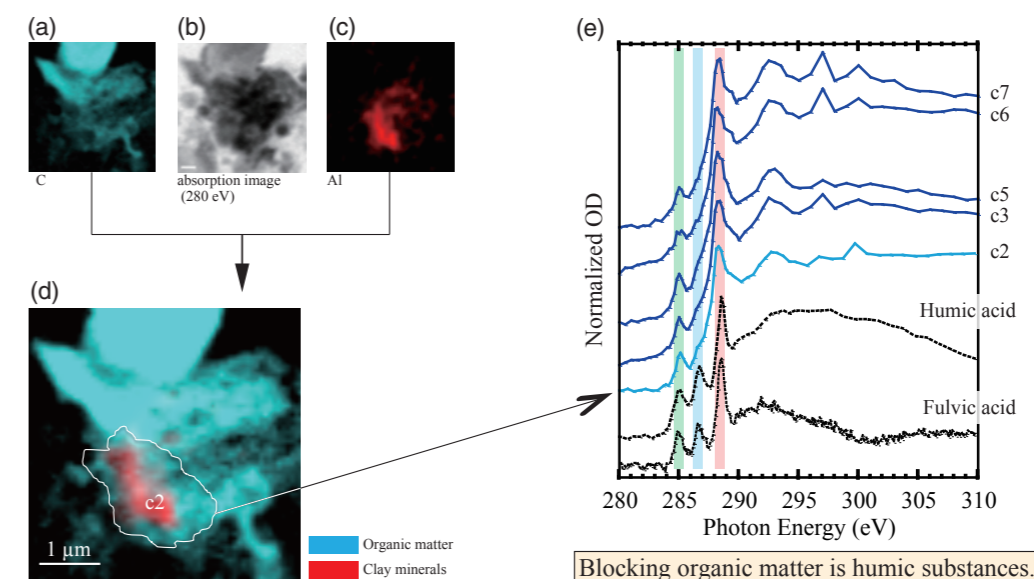 (a)
(b)
(c)
C
absorption image
(280 eV)
Al
(d)
c2
1 µm
Organic matter
Clay minerals
(e)
Normalized OD
c7
c6
c5
c3
c2
Humic acid
Fulvic acid
280 285 290 295 300 305 310
Photon Energy (eV)
Blocking organic matter is humic substances.